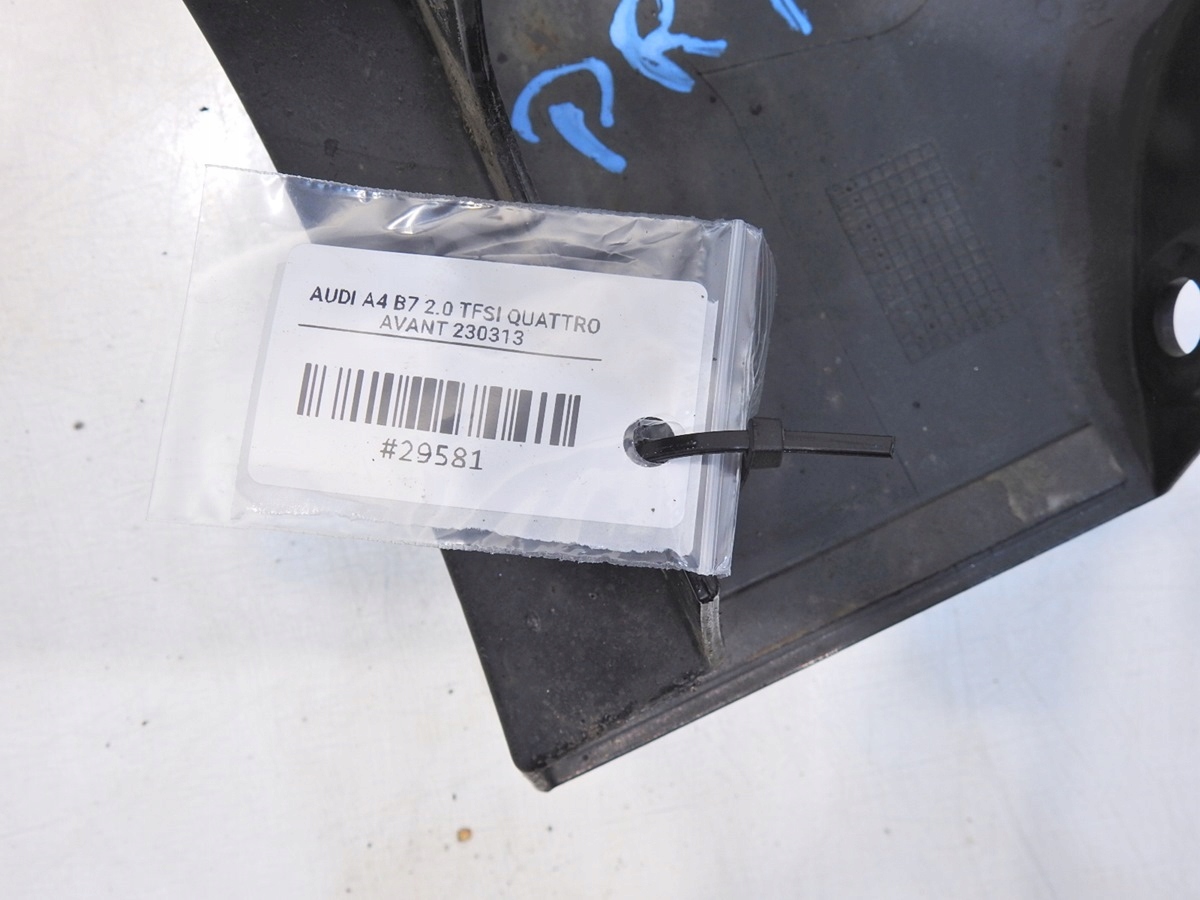 AUDI A4 B7 2.0 TFSI QUATTRO
AVANT 230313
#29581